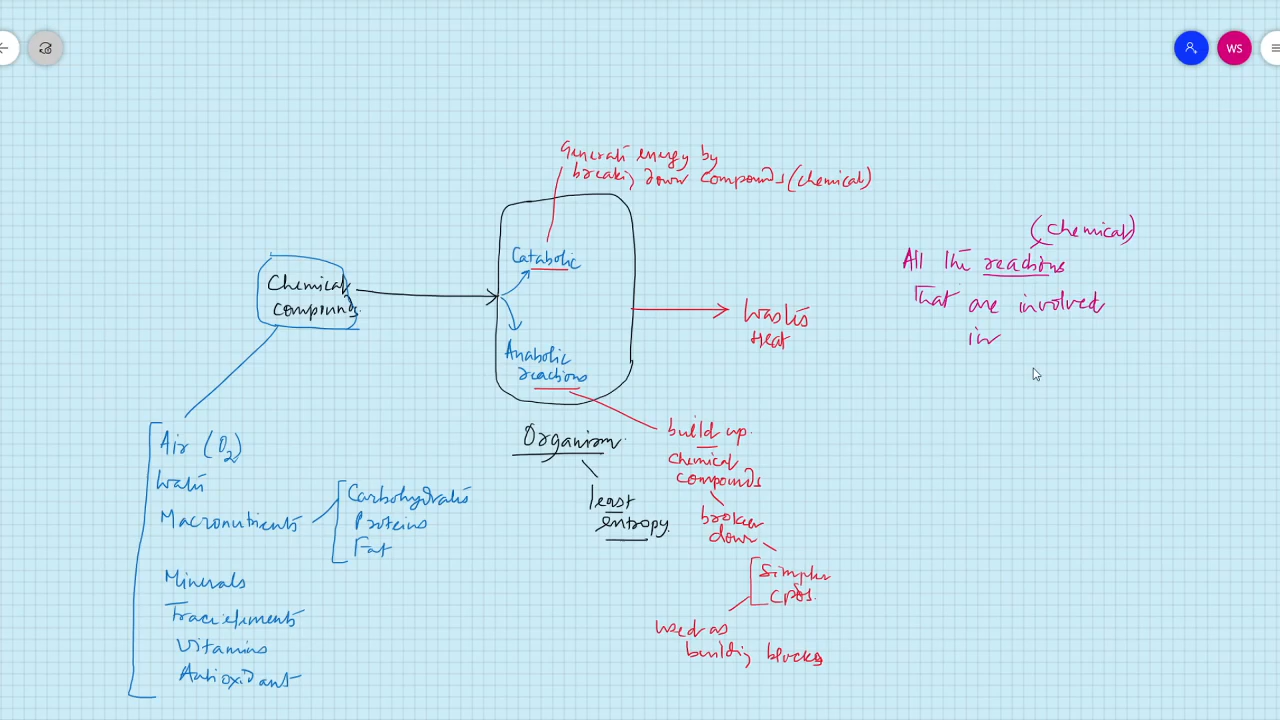 WS
Generate energy by
breaking down compounds (chemical)
Catabolic
Anabolic
reactions
Organism
least
entropy
Chemical
compounds
Air (O2)
Water
Macronutrients
Carbohydrates
Proteins
Fat
Minerals
Trace elements
Vitamins
Antioxidant
Wastes
Heat
build up
chemical
compounds
broken
down
Simpler
cpds.
used as
building blocks
(chemical)
All the reactions
That are involved
in